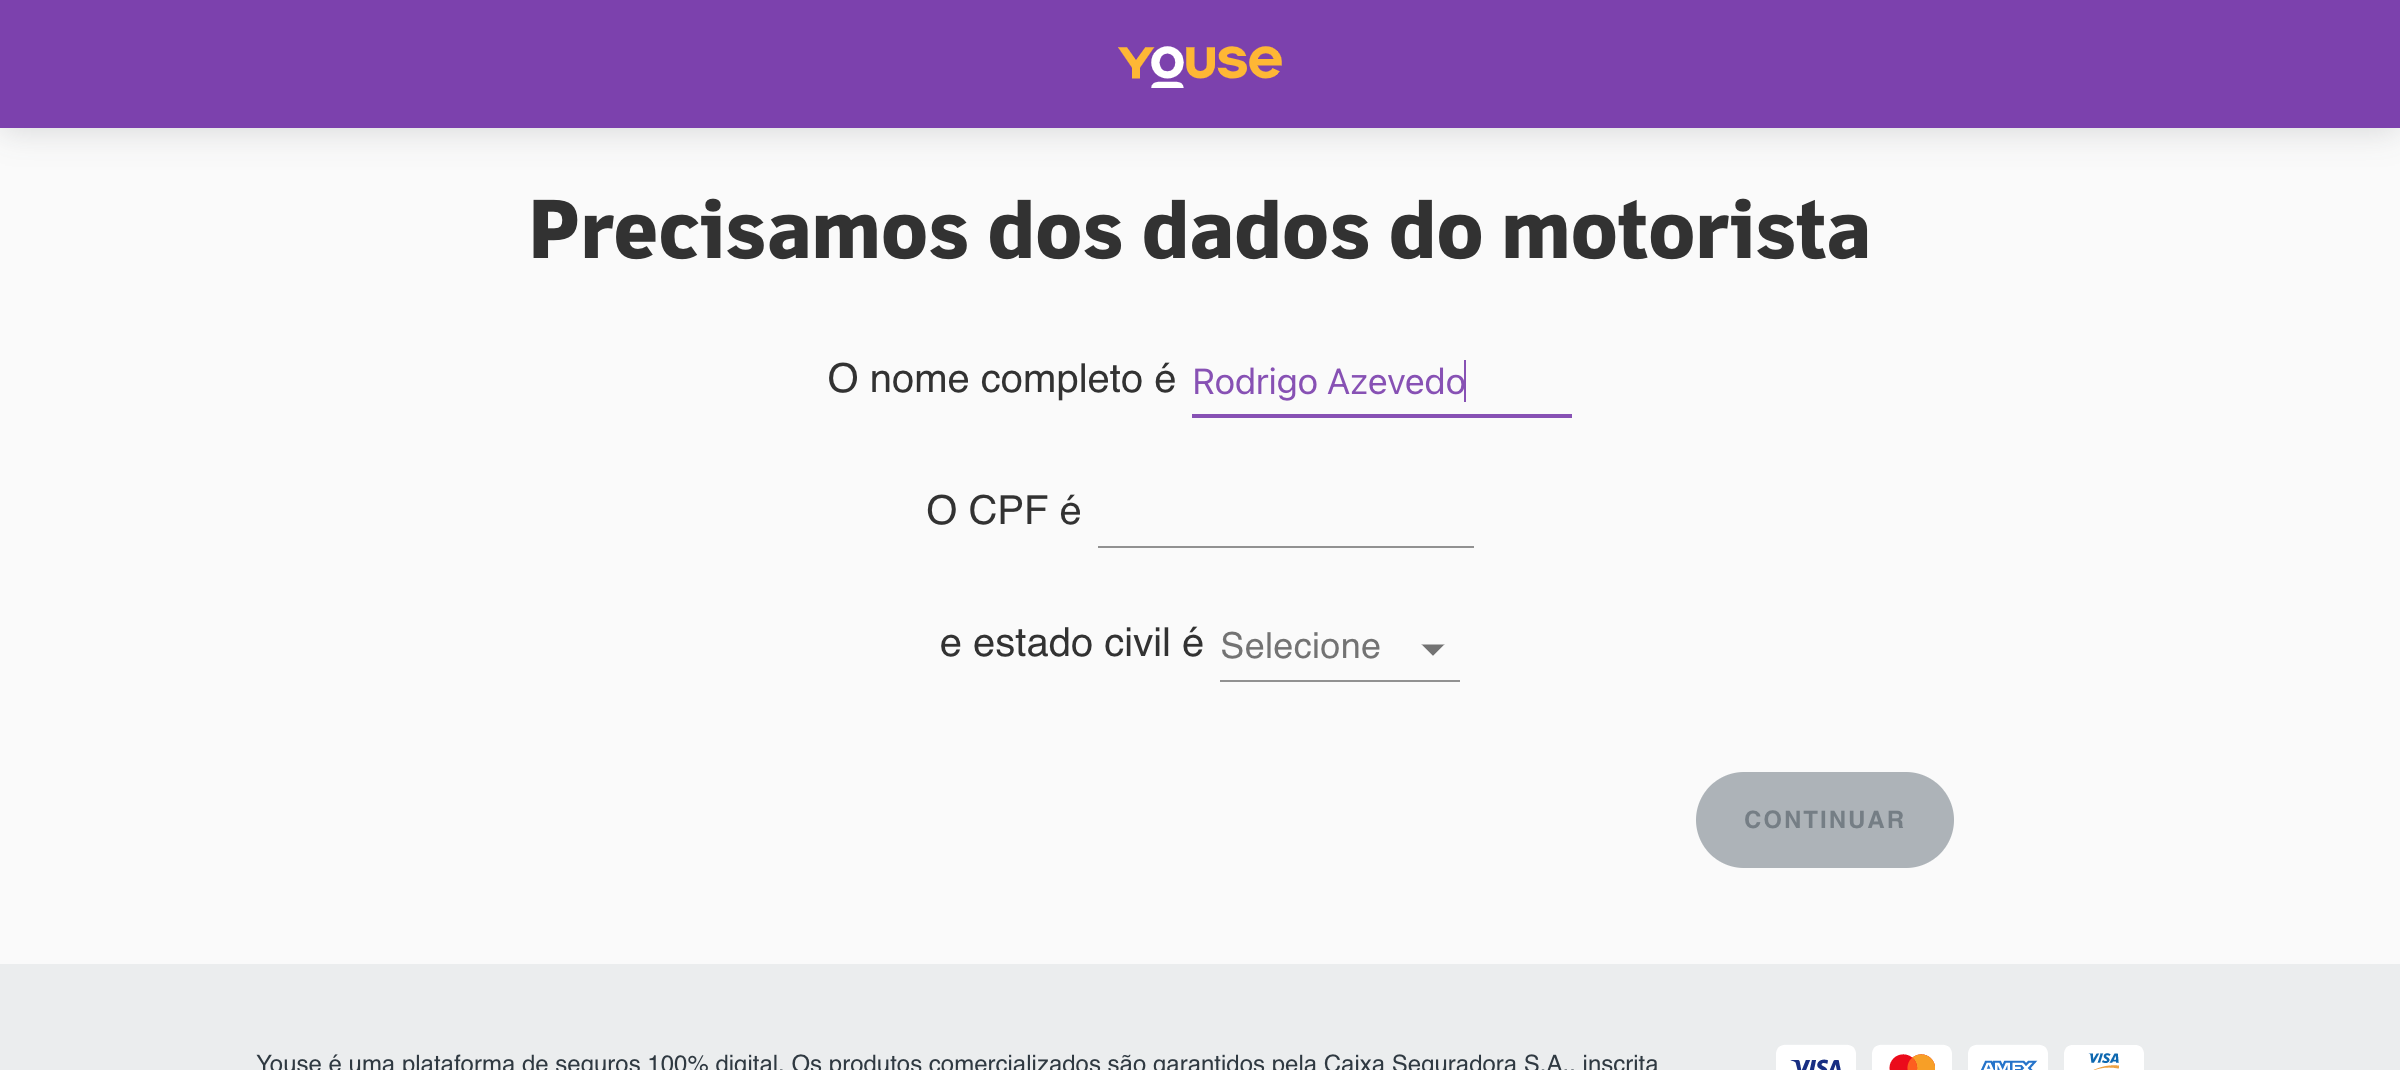 Youse
Precisamos dos dados do motorista
O nome completo é Rodrigo Azevedo
O CPF é
e estado civil é Selecione
CONTINUAR
Youse é uma plataforma de seguros 100% digital. Os produtos comercializados são garantidos pela Caixa Seguradora S.A., inscrita
VISA
AMEX
VISA